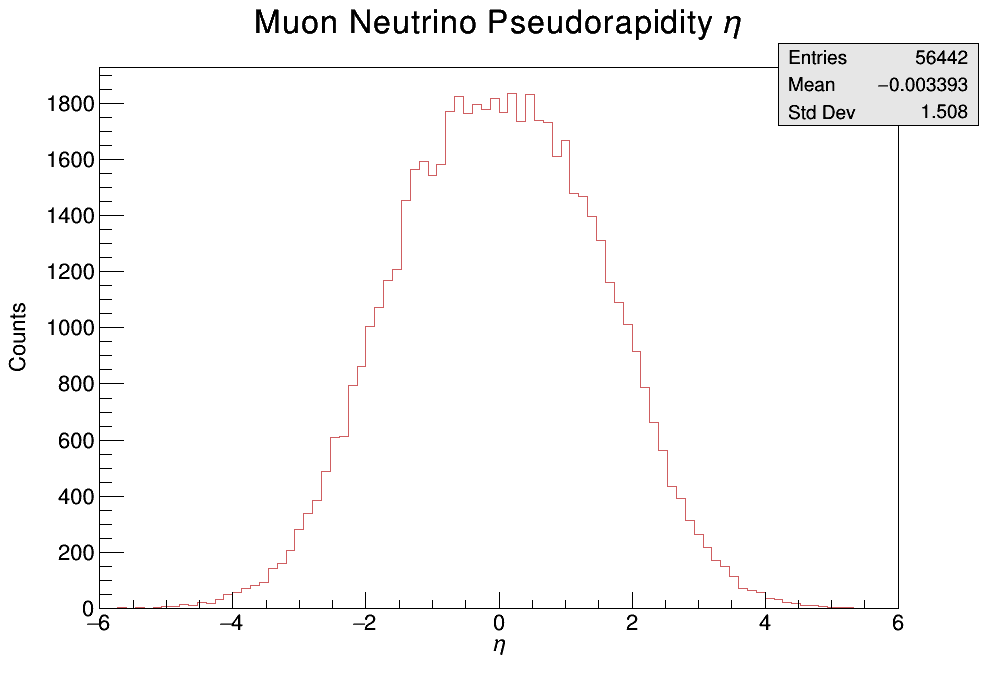 Muon Neutrino Pseudorapidity η
Entries 56442
Mean −0.003393
Std Dev 1.508
1800
1600
1400
1200
1000
800
600
400
200
0
Counts
−6 −4 −2 0 2 4 6
η